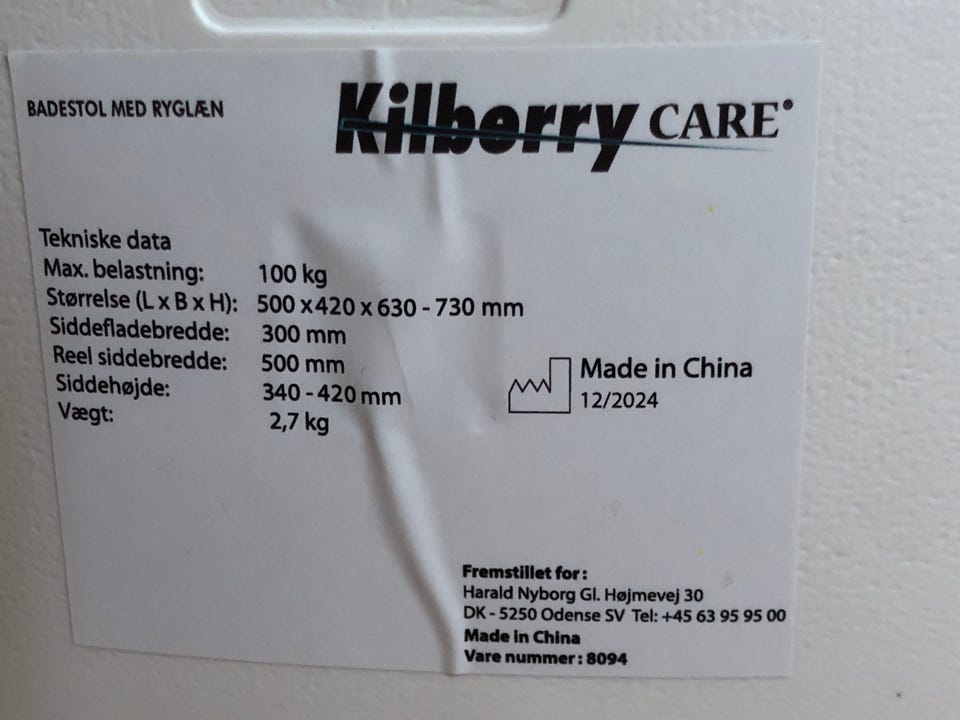 BADESTOL MED RYGLÆN
Kilberry CARE®
Tekniske data
Max. belastning: 100 kg
Størrelse (L x B x H): 500 x 420 x 630 - 730 mm
Siddefladebredde: 300 mm
Reel siddebredde: 500 mm
Siddehøjde: 340 - 420 mm
Vægt: 2,7 kg
Made in China
12/2024
Fremstillet for:
Harald Nyborg Gl. Højmevej 30
DK - 5250 Odense SV Tel: +45 63 95 95 00
Made in China
Vare nummer: 8094